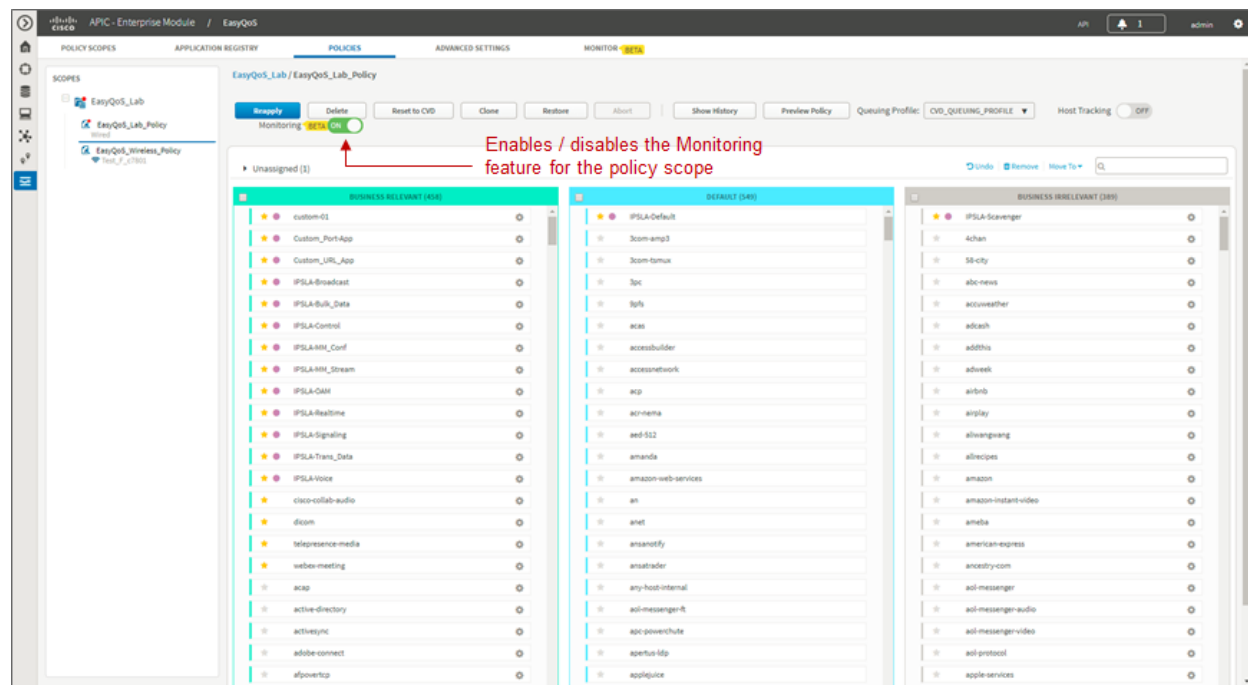 cisco APIC - Enterprise Module / EasyQoS API 1 admin
POLICY SCOPES APPLICATION REGISTRY POLICIES ADVANCED SETTINGS MONITOR BETA
SCOPES
EasyQoS_Lab
EasyQoS_Lab_Policy
Wired
EasyQoS_Wireless_Policy
Test_F_c7801
EasyQoS_Lab / EasyQoS_Lab_Policy
Reapply Delete Reset to CVD Clone Restore Abort Show History Preview Policy Queuing Profile: CVD_QUEUING_PROFILE Host Tracking OFF
Monitoring BETA ON
Enables / disables the Monitoring
feature for the policy scope
Unassigned (1) Undo Remove Move To
BUSINESS RELEVANT (458) DEFAULT (549) BUSINESS IRRELEVANT (389)
custom-01 IPSLA-Default IPSLA-Scavenger
Custom_Port-App 3com-amp3 4chan
Custom_URL_App 3com-tsmux 58-city
IPSLA-Broadcast 3pc abc-news
IPSLA-Bulk_Data 9pfs accuweather
IPSLA-Control acas adcash
IPSLA-MM_Conf accessbuilder addthis
IPSLA-MM_Stream accessnetwork adweek
IPSLA-OAM acp airbnb
IPSLA-Realtime acr-nema airplay
IPSLA-Signaling aed-512 aliwangwang
IPSLA-Trans_Data amanda allrecipes
IPSLA-Voice amazon-web-services amazon
cisco-collab-audio an amazon-instant-video
dicom anet ameba
telepresence-media ansanotify american-express
webex-meeting ansatrader ancestry-com
acap any-host-internal aol-messenger
active-directory aol-messenger-ft aol-messenger-audio
activesync apc-powerchute aol-messenger-video
adobe-connect apertus-ldp aol-protocol
afpovertcp applejuice apple-services